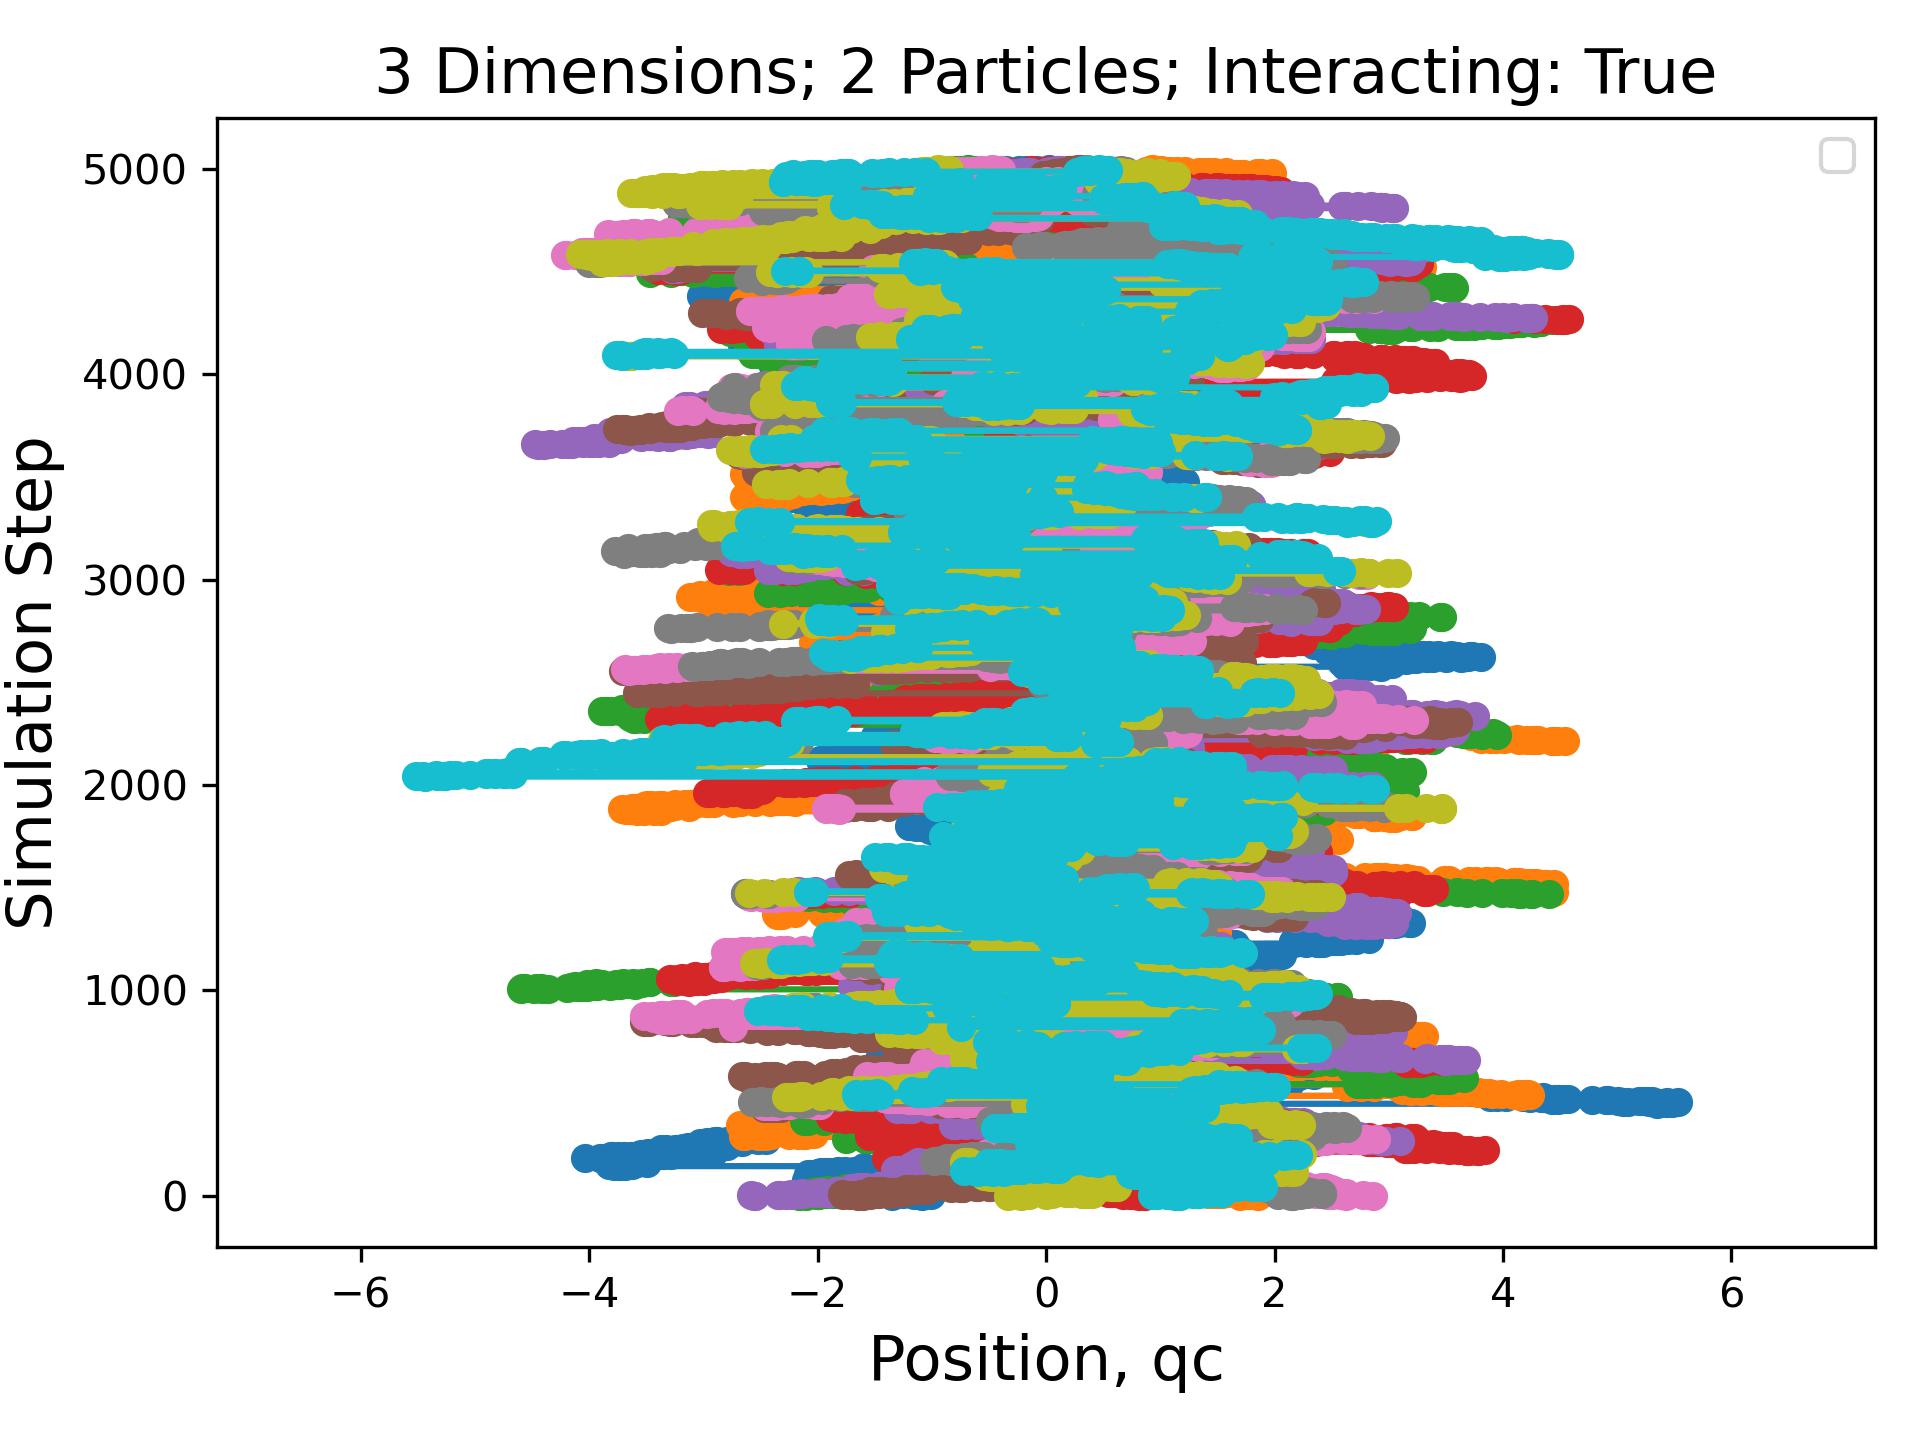 3 Dimensions; 2 Particles; Interacting: True
5000
4000
3000
2000
1000
0
Simulation Step
−6 −4 −2 0 2 4 6
Position, qc